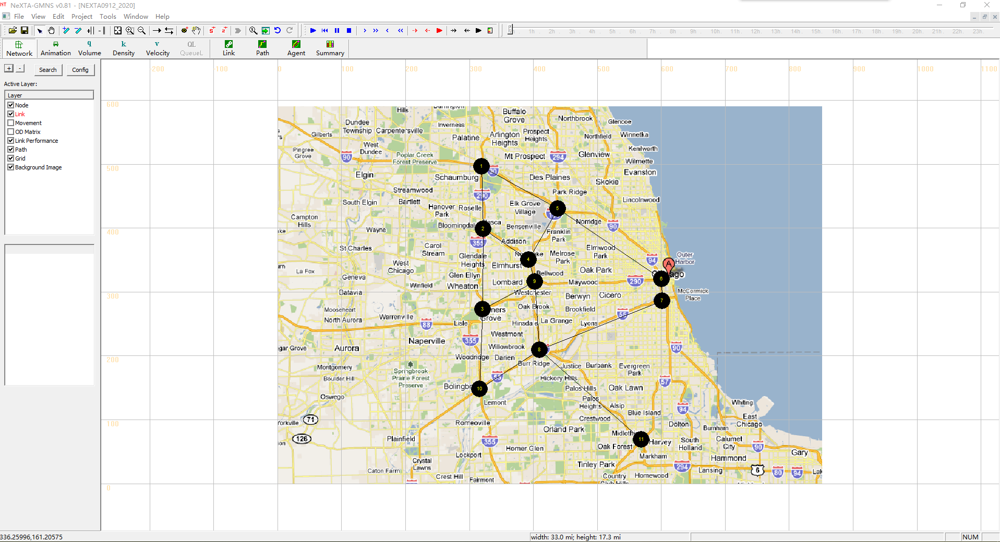 NT NeXTA-GMNS v0.81 - [NEXTA0912_2020]
File View Edit Project Tools Window Help
1h. 2h. 3h. 4h. 5h. 6h. 7h. 8h. 9h. 10h. 11h. 12h. 13h. 14h. 15h. 16h. 17h. 18h. 19h. 20h. 21h. 22h. 23h.
q k v QL
Network Animation Volume Density Velocity QueueL Link Path Agent Summary
+ - Search Config
Active Layer:
Layer
Node
Link
Movement
OD Matrix
Link Performance
Path
Grid
Background Image
-200 -100 0 100 200 300 400 500 600 700 800 900 1000 1100
600
500
400
300
200
100
0
Hills
Buffalo
Grove
Northbrook
Glencoe
Dundee
Township
Carpentersville
Inverness
Gilberts
Palatine
Arlington
Heights
Prospect
Heights
Northfield
Winnetka
West
Dundee
Kenilworth
Pingree
Grove
90
Poplar Creek
Forest Preserve
Mt Prospect
294
Glenview
Wilmette
1
90
Evanston
Elgin
Schaumburg
Des Plaines
Skokie
Streamwood
290
Park Ridge
South Elgin
Bartlett
Lincolnwood
Hanover
Park
Roselle
Elk Grove
Village
5
Campton
Hills
Norridge
90
Wayne
Bloomingdal
2
asca
Bensenville
Franklin
Park
355
Addison
St Charles
Carol
Stream
Elmwood
Park
Melrose
Park
4
Glendale
Heights
Outer
Harbor
94
A
West
Chicago
La Fox
Elmhurst
Bellwood
Oak Park
6
ago
Geneva
Glen Ellyn
Winfield
Wheaton
Lombard
9
Maywood
290
Datavia
Westchester
Berwyn
Cicero
7
McCormick
Place
Mooseheart
3
ners
Grove
Oak Brook
Brookfield
55
North Aurora
Warrenville
88
Lisle
Hinsdale
La Grange
Lyons
Naperville
355
Westmont
gar Grove
Aurora
Willowbrook
8
90
Woodridge
Darien
Burr Ridge
Justice
Burbank
Evergreen
Park
Montgomery
Springbrook
Prairie Forest
Preserve
Boulder Hill
55
Hickory Hills
57
Bolingbr
10
Palos Hills
Oak Lawn
Oswego
Lemont
Palos
Heights
Alsip
94
Whiting
71
Blue Island
East
Chicago
Yorkville
Romeoville
Crestwood
Dolton
Burnham
126
Plainfield
355
Orland Park
Midloth
11
Harvey
South
Holland
Calumet
City
90
Homer Glen
Oak Forest
Markham
Hammond
Gary
Lockport
Crystal
Lawns
Tinley Park
294
Lansing
6
80
94
Caton Farm
Crest Hill
Fairmont
Country
Club Hills
Homewood
336.25996,161.20575
width: 33.0 mi; height: 17.3 mi
NUM